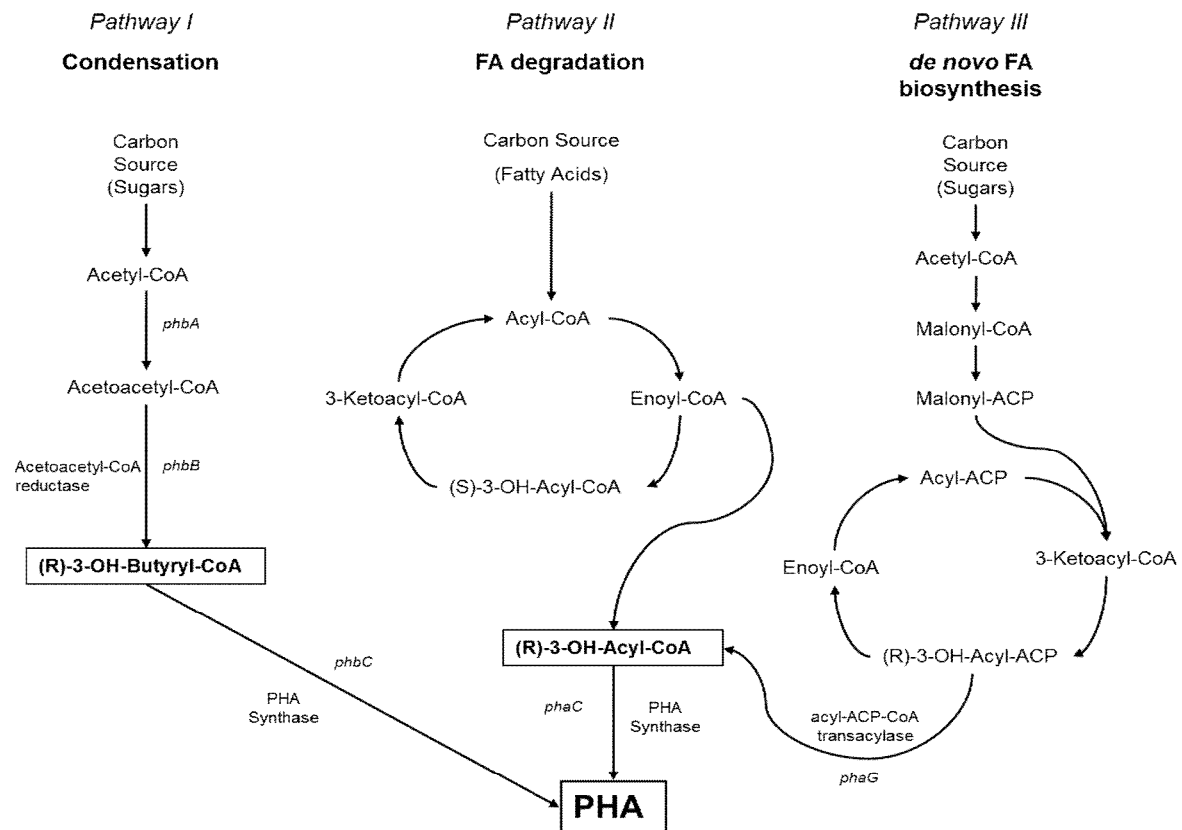 Pathway I
Condensation
Carbon
Source
(Sugars)
Acetyl-CoA
phbA
Acetoacetyl-CoA
Acetoacetyl-CoA
reductase
phbB
(R)-3-OH-Butyryl-CoA
phbC
PHA
Synthase
Pathway II
FA degradation
Carbon Source
(Fatty Acids)
Acyl-CoA
3-Ketoacyl-CoA
Enoyl-CoA
(S)-3-OH-Acyl-CoA
(R)-3-OH-Acyl-CoA
phaC
PHA
Synthase
PHA
Pathway III
de novo FA
biosynthesis
Carbon
Source
(Sugars)
Acetyl-CoA
Malonyl-CoA
Malonyl-ACP
Acyl-ACP
Enoyl-CoA
3-Ketoacyl-CoA
(R)-3-OH-Acyl-ACP
acyl-ACP-CoA
transacylase
phaG